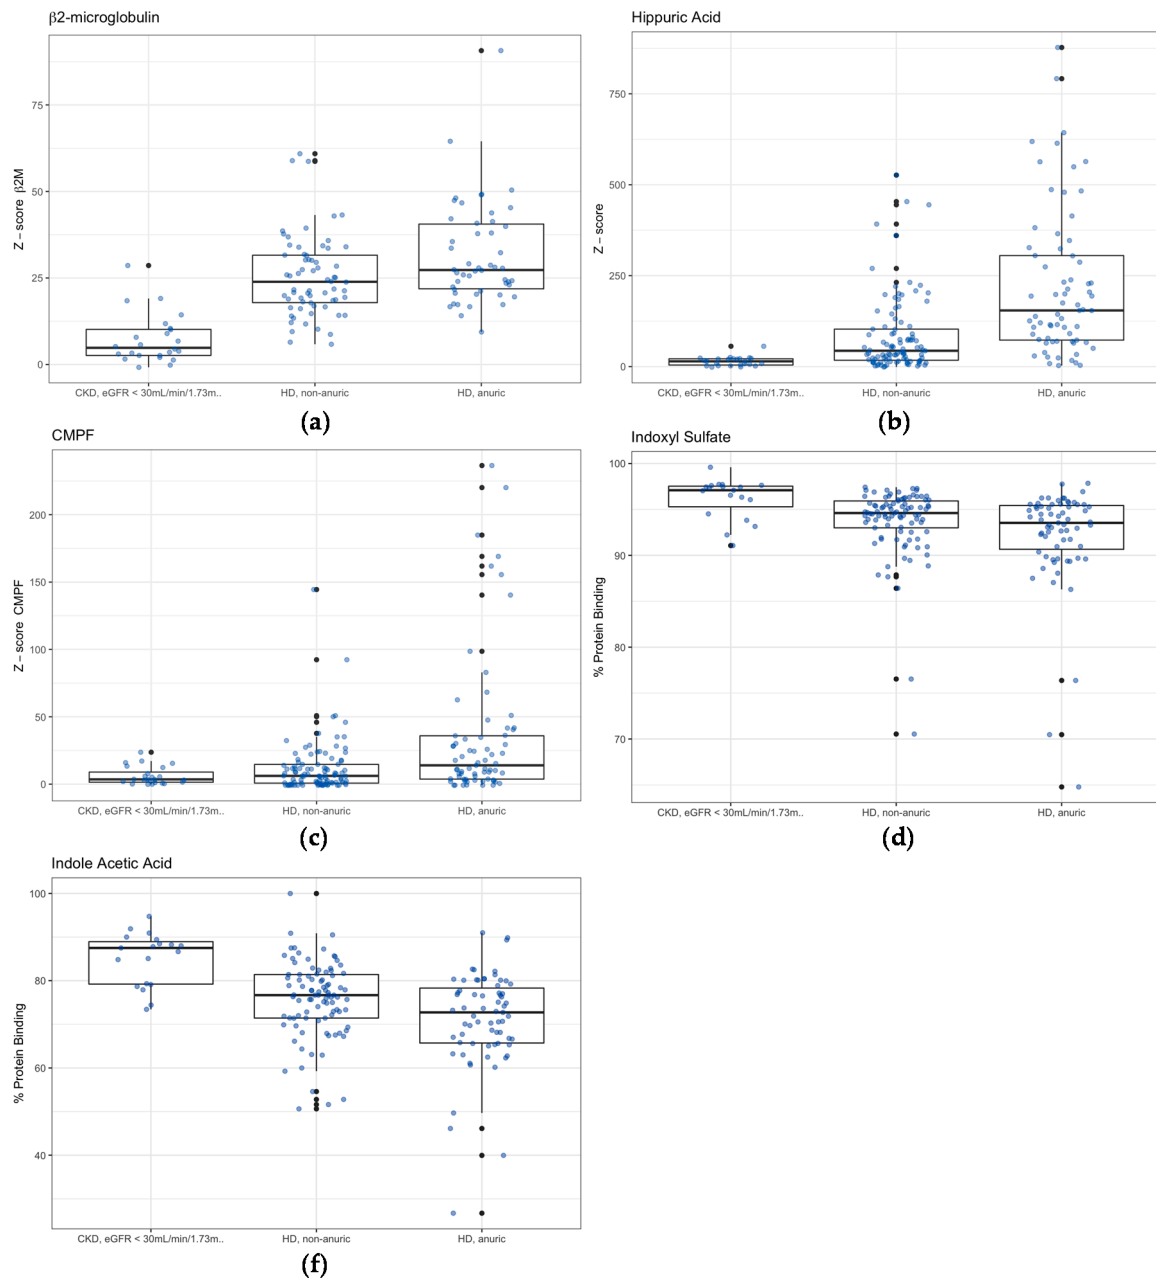 β2-microglobulin
Z – score β2M
75
50
25
0
CKD, eGFR < 30mL/min/1.73m..
HD, non-anuric
HD, anuric
(a)
Hippuric Acid
Z – score
750
500
250
0
CKD, eGFR < 30mL/min/1.73m..
HD, non-anuric
HD, anuric
(b)
CMPF
Z – score CMPF
200
150
100
50
0
CKD, eGFR < 30mL/min/1.73m..
HD, non-anuric
HD, anuric
(c)
Indoxyl Sulfate
% Protein Binding
100
90
80
70
CKD, eGFR < 30mL/min/1.73m..
HD, non-anuric
HD, anuric
(d)
Indole Acetic Acid
% Protein Binding
100
80
60
40
CKD, eGFR < 30mL/min/1.73m..
HD, non-anuric
HD, anuric
(f)